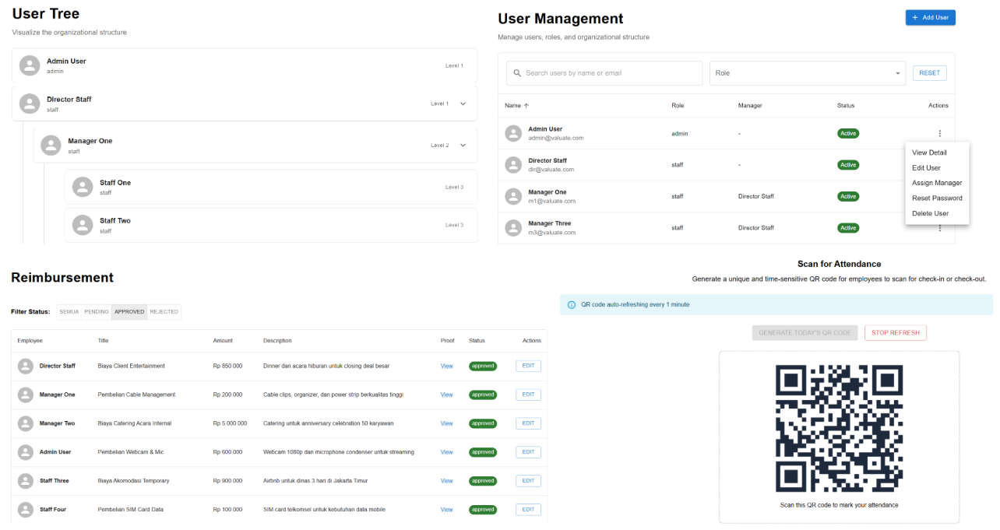 User Tree
Visualize the organizational structure
Admin User
admin
Level 1
Director Staff
staff
Level 1
Manager One
staff
Level 2
Staff One
staff
Level 3
Staff Two
staff
Level 3
User Management
+ Add User
Manage users, roles, and organizational structure
Search users by name or email
Role
RESET
Name Role Manager Status Actions
Admin User
admin@valuate.com
admin - Active
Director Staff
dir@valuate.com
staff - Active
Manager One
m1@valuate.com
staff Director Staff Active
Manager Three
m3@valuate.com
staff Director Staff Active
View Detail
Edit User
Assign Manager
Reset Password
Delete User
Reimbursement
Filter Status: SEMUA PENDING APPROVED REJECTED
Employee Title Amount Description Proof Status Actions
Director Staff Biaya Client Entertainment Rp 850.000 Dinner dan acara hiburan untuk closing deal besar View approved EDIT
Manager One Pembelian Cable Management Rp 200.000 Cable clips, organizer, dan power strip berkualitas tinggi View approved EDIT
Manager Two Biaya Catering Acara Internal Rp 5.000.000 Catering untuk anniversary celebration 50 karyawan View approved EDIT
Admin User Pembelian Webcam & Mic Rp 600.000 Webcam 1080p dan microphone condenser untuk streaming View approved EDIT
Staff Three Biaya Akomodasi Temporary Rp 900.000 Airbnb untuk dinas 3 hari di Jakarta Timur View approved EDIT
Staff Four Pembelian SIM Card Data Rp 100.000 SIM card telkomsel untuk kebutuhan data mobile View approved EDIT
Scan for Attendance
Generate a unique and time-sensitive QR code for employees to scan for check-in or check-out.
QR code auto-refreshing every 1 minute
GENERATE TODAY'S QR CODE
STOP REFRESH
Scan this QR code to mark your attendance